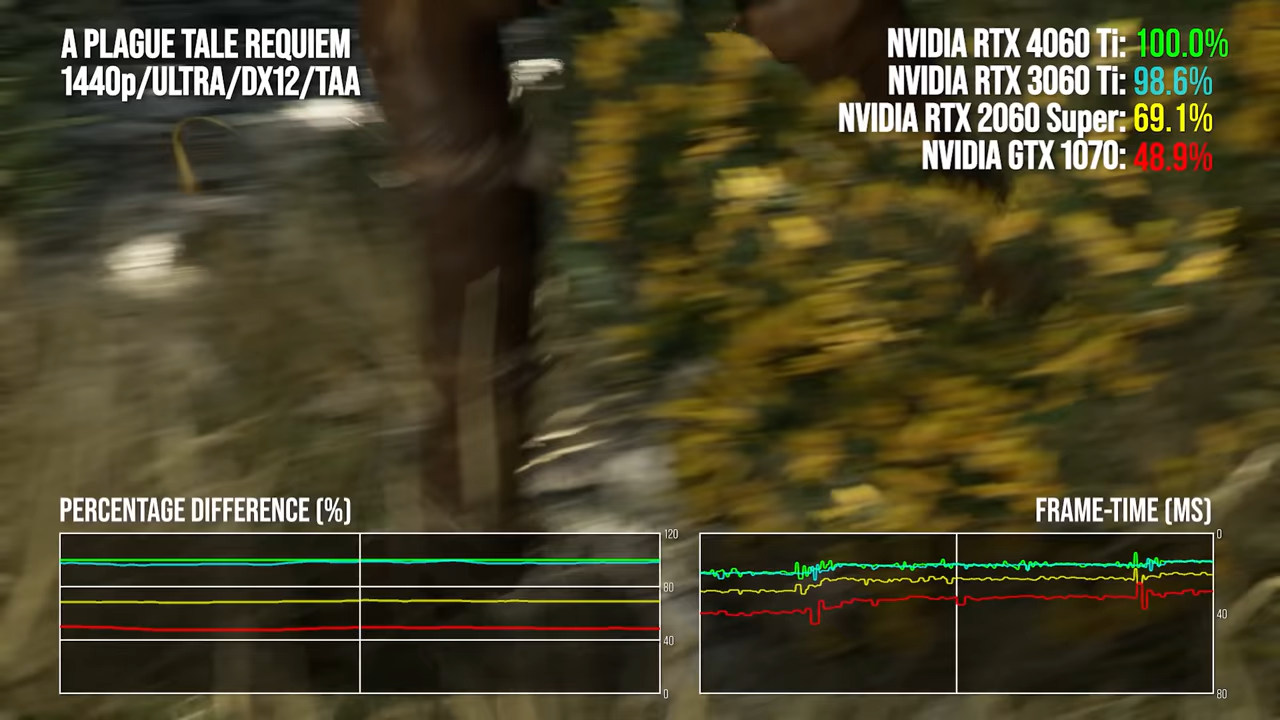 A PLAGUE TALE REQUIEM
1440p/ULTRA/DX12/TAA
NVIDIA RTX 4060 Ti: 100.0%
NVIDIA RTX 3060 Ti: 98.6%
NVIDIA RTX 2060 Super: 69.1%
NVIDIA GTX 1070: 48.9%
PERCENTAGE DIFFERENCE (%)
120
80
40
0
FRAME-TIME (MS)
0
40
80